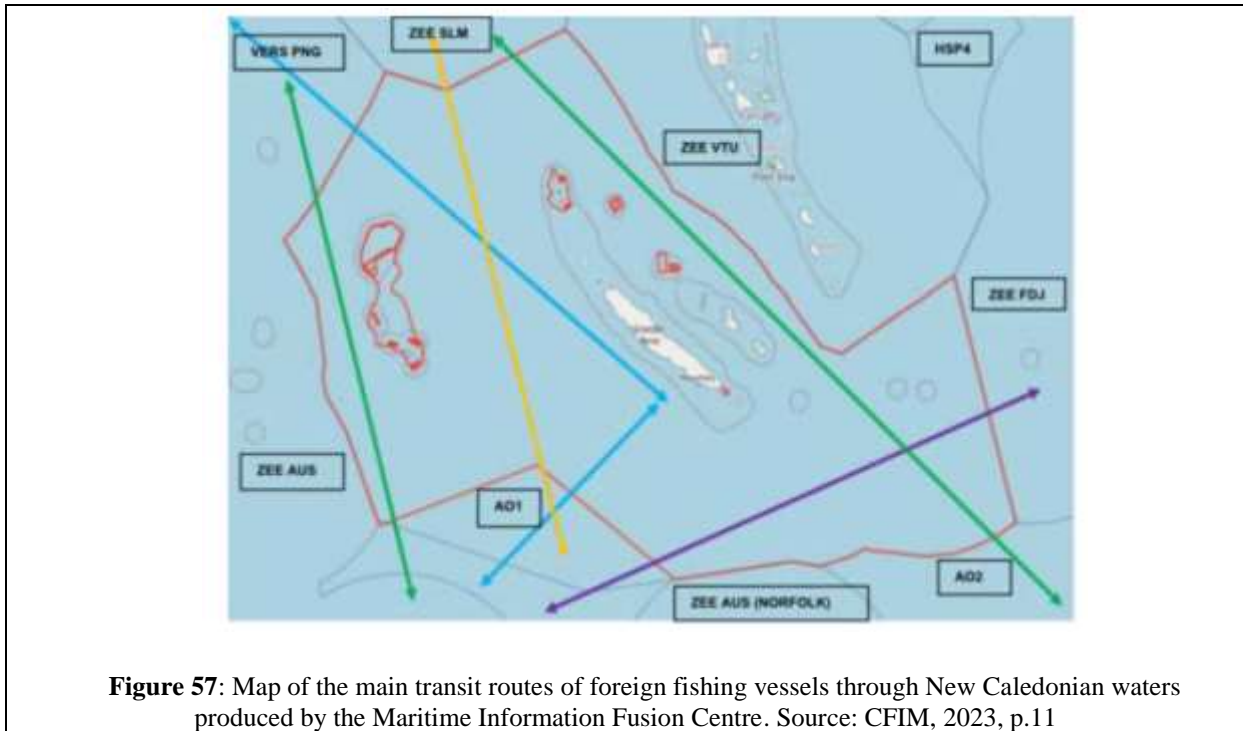 VERS PNG
ZEE SLM
HSP4
ZEE VTU
ZEE FDJ
ZEE AUS
AO1
AO2
ZEE AUS (NORFOLK)
Figure 57: Map of the main transit routes of foreign fishing vessels through New Caledonian waters
produced by the Maritime Information Fusion Centre. Source: CFIM, 2023, p.11